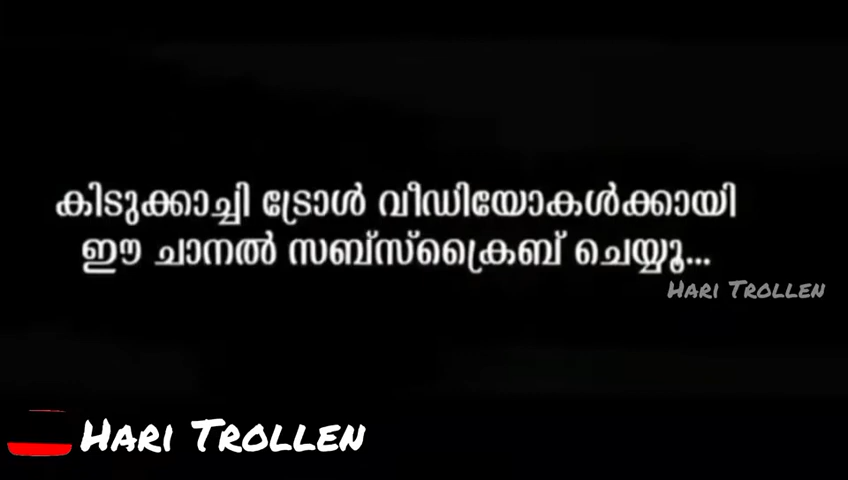 കിടുക്കാച്ചി ട്രോൾ വീഡിയോകൾക്കായി
ഈ ചാനൽ സബ്സ്ക്രൈബ് ചെയ്യൂ...
Hari Trollen
Hari Trollen